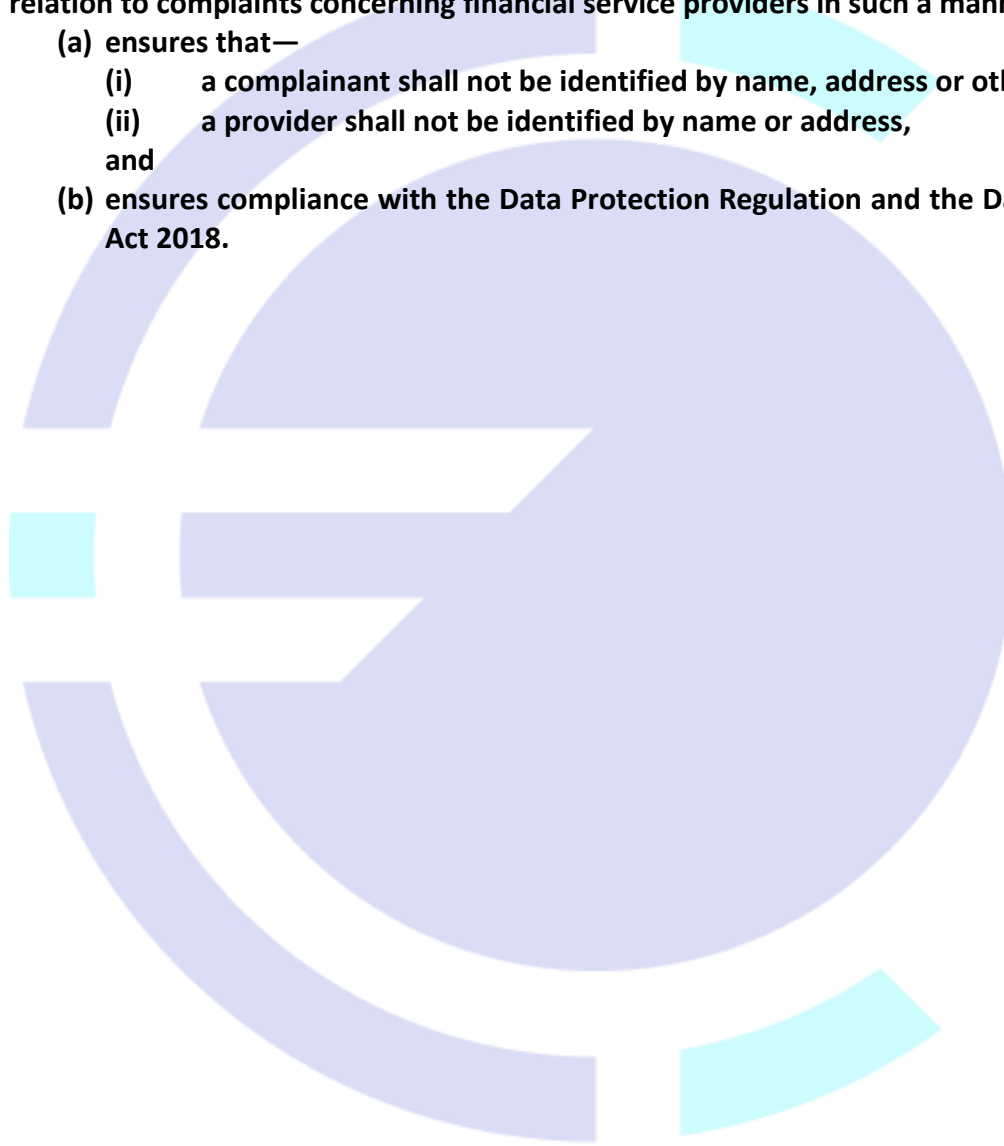 relation to complaints concerning financial service providers in such a
(a) ensures that—
(i) a complainant shall not be identified by name, address or
(ii) a provider shall not be identified by name or address,
and
(b) ensures compliance with the Data Protection Regulation and the
Act 2018.